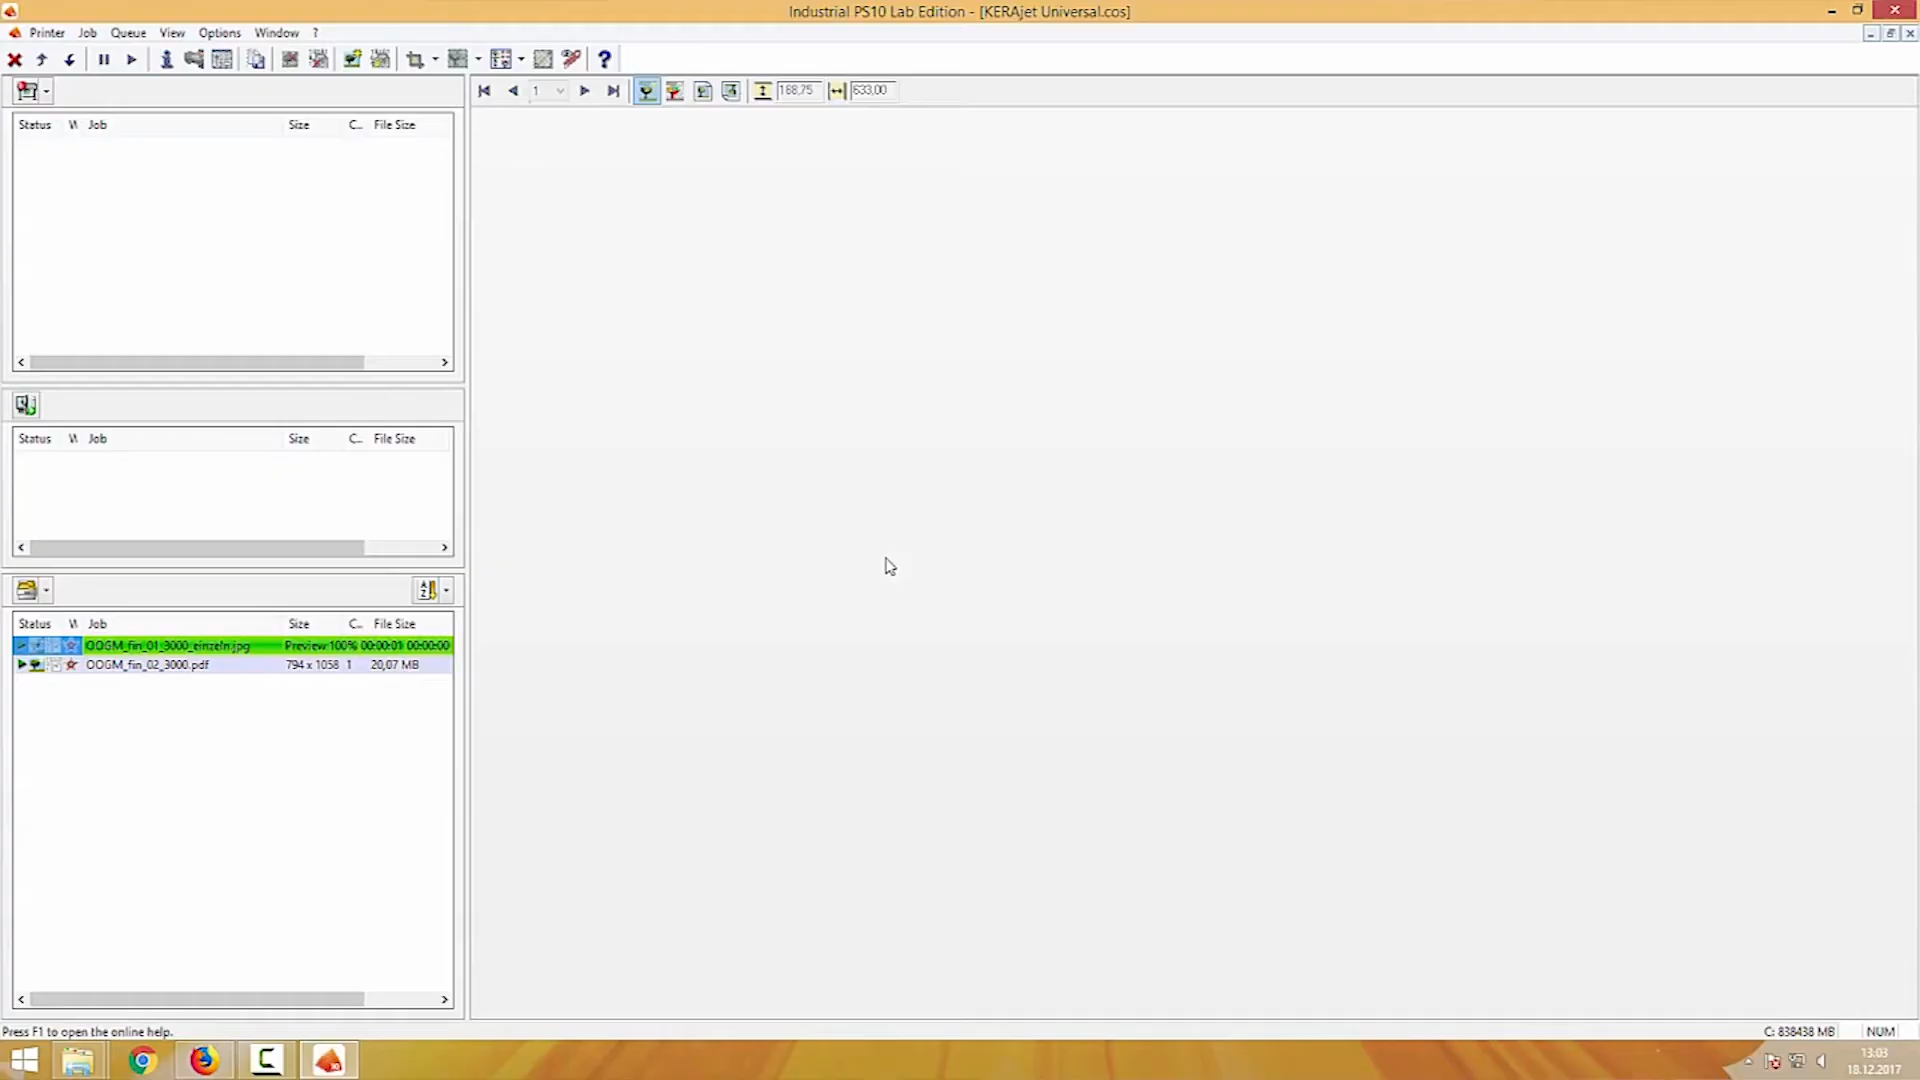 Industrial PS10 Lab Edition - [KERAjet Universal.cos]
Printer Job Queue View Options Window ?
1 168,75 633,00
Status W Job Size C... File Size
Status W Job Size C... File Size
Status W Job Size C... File Size
OOGM_fin_01_3000_einzeln.jpg Preview:100% 00:00:01 00:00:00
OOGM_fin_02_3000.pdf 794 x 1058 1 20,07 MB
Press F1 to open the online help.
C: 838438 MB NUM
13:03
18.12.2017